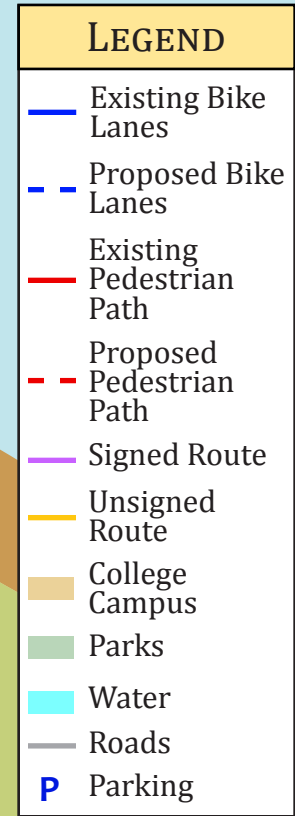 LEGEND
Existing Bike
Lanes
Proposed Bike
Lanes
Existing
Pedestrian
Path
Proposed
Pedestrian
Path
Signed Route
Unsigned
Route
College
Campus
Parks
Water
Roads
P Parking